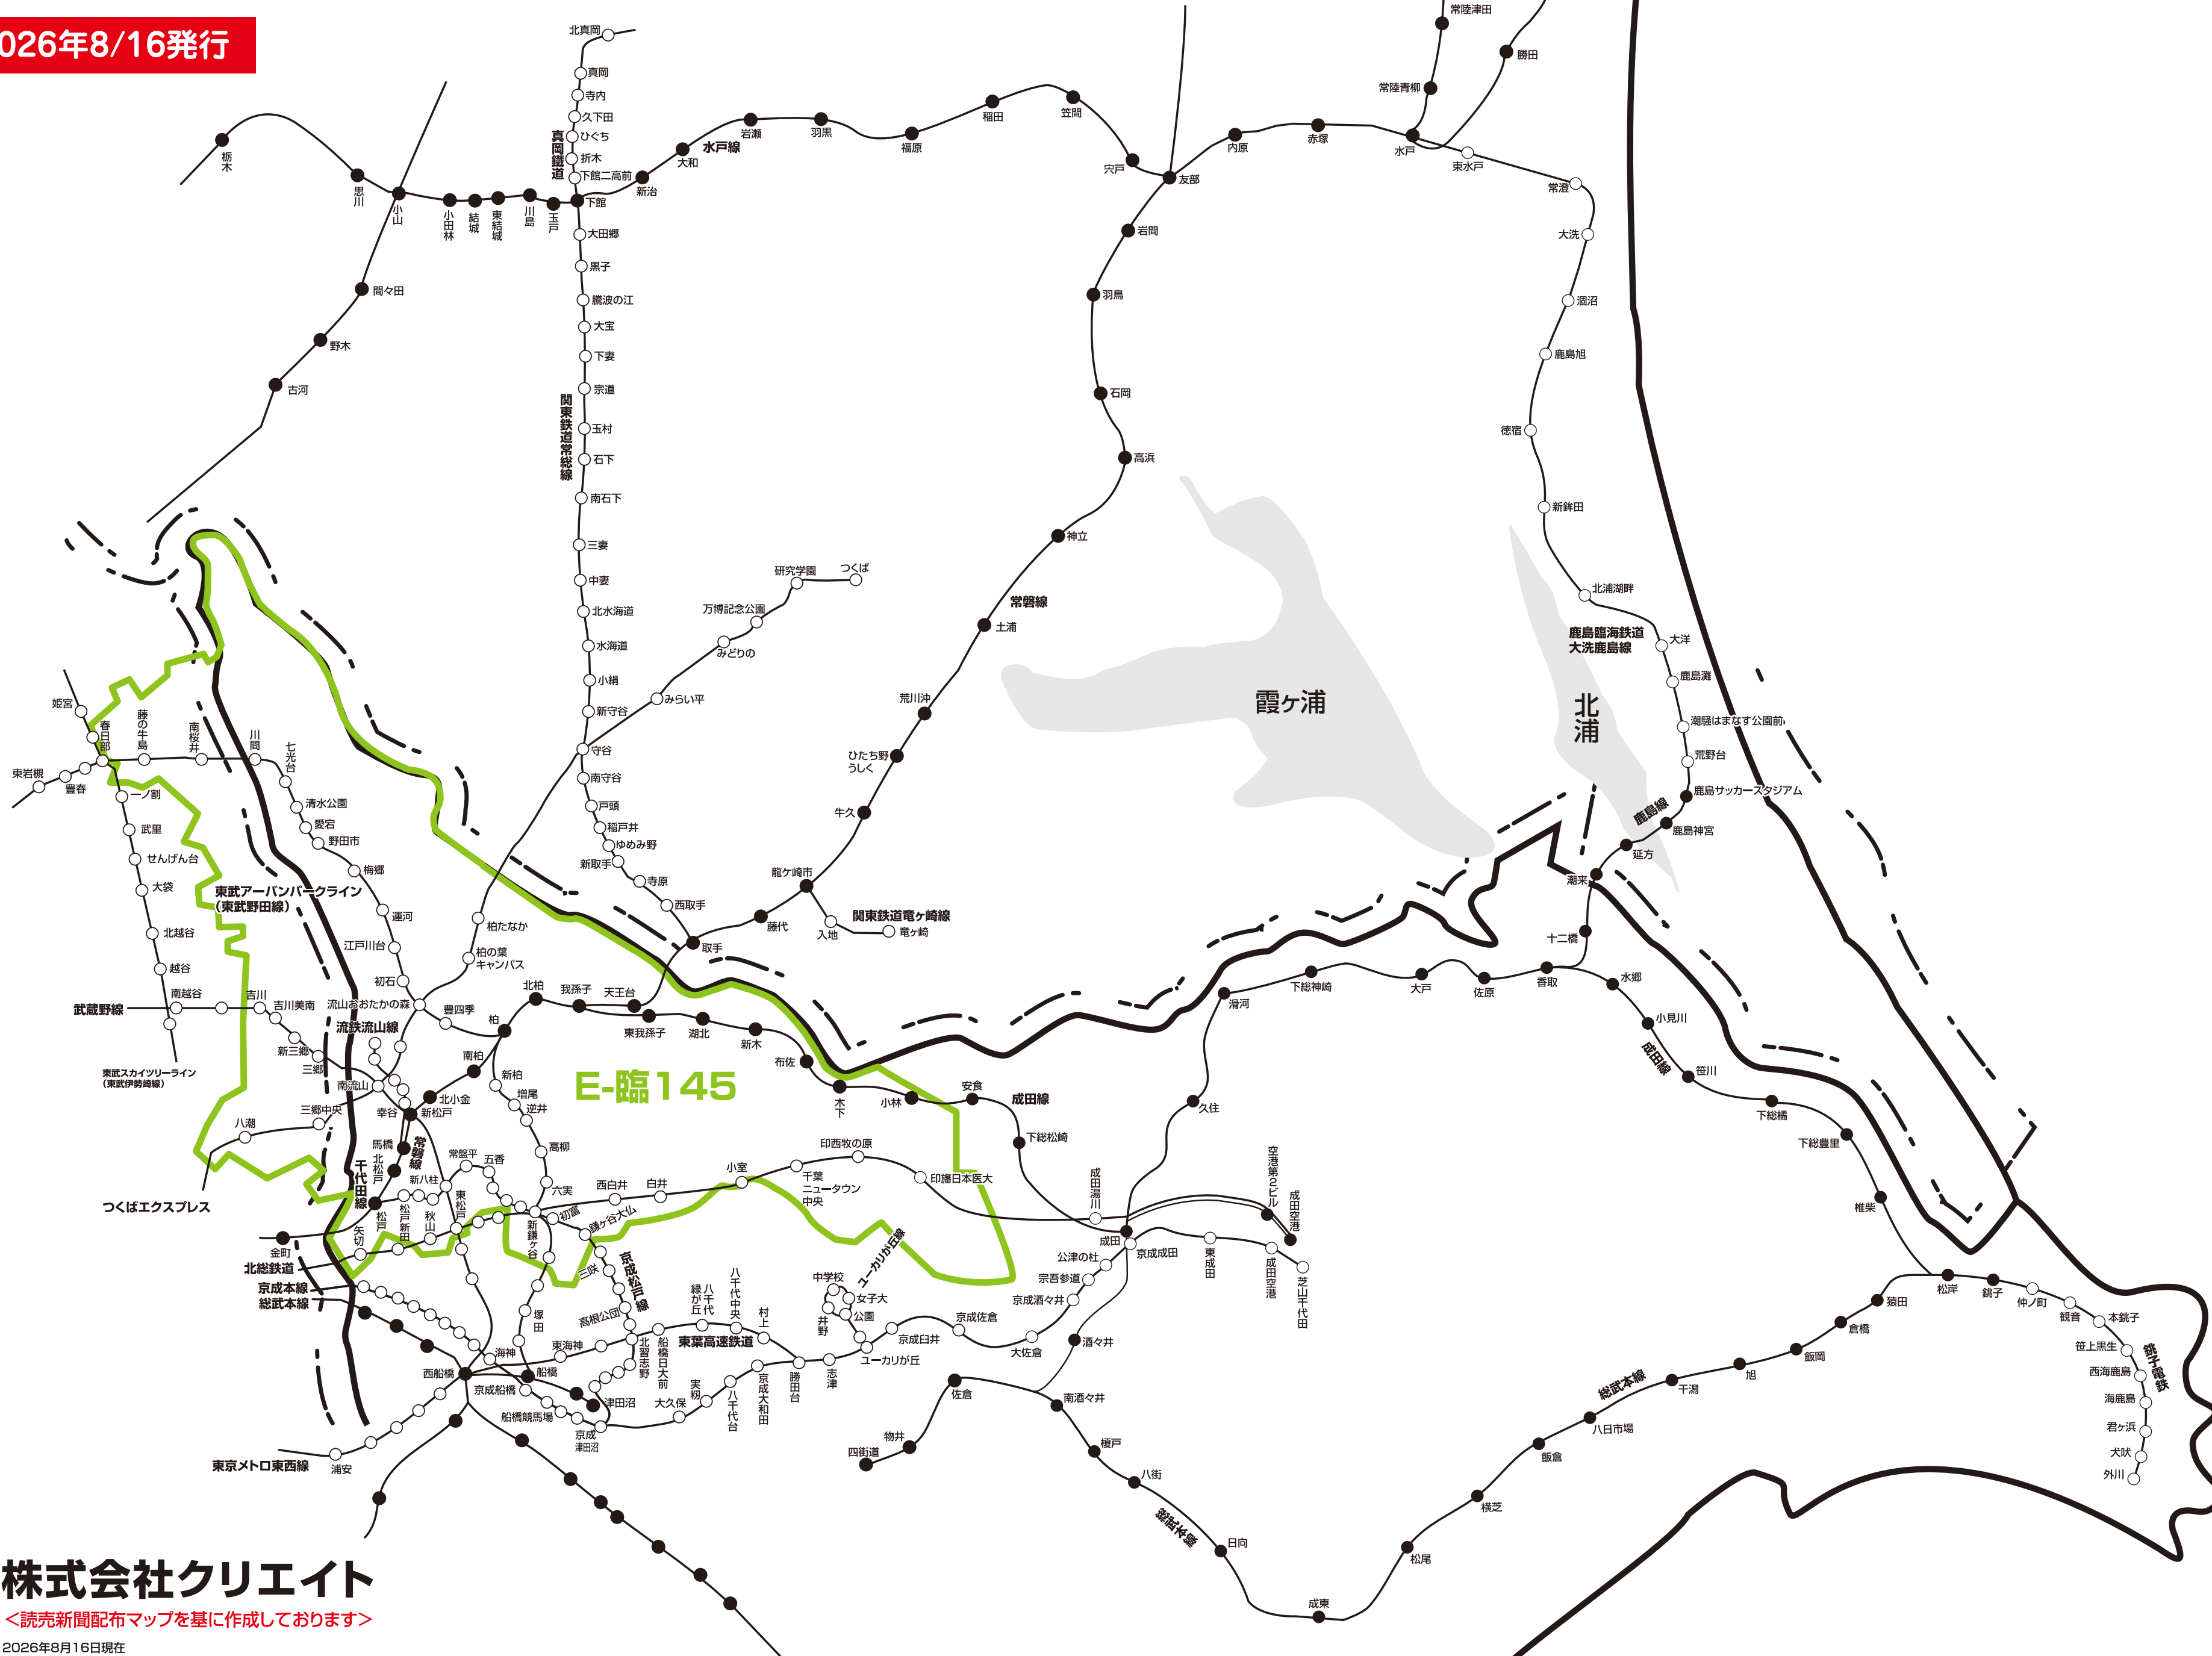 026年8/16発行
北真岡
真岡
寺内
久下田
ひぐち
折木
下館二高前
真岡鐵道
下館
栃木
思川
小山
小田林
結城
東結城
川島
玉戸
新治
大和
水戸線
岩瀬
羽黒
福原
稲田
笠間
宍戸
友部
内原
赤塚
水戸
常陸青柳
常陸津田
勝田
東水戸
常澄
大洗
涸沼
鹿島旭
徳宿
新鉾田
北浦湖畔
鹿島臨海鉄道
大洗鹿島線
大洋
鹿島灘
潮騒はまなす公園前
荒野台
鹿島サッカースタジアム
鹿島線
鹿島神宮
延方
潮来
十二橋
間々田
野木
古河
大田郷
黒子
騰波の江
大宝
下妻
宗道
玉村
石下
関東鉄道常総線
南石下
三妻
中妻
北水海道
水海道
小絹
新守谷
守谷
南守谷
戸頭
稲戸井
ゆめみ野
新取手
寺原
西取手
取手
岩間
羽鳥
石岡
高浜
神立
常磐線
土浦
荒川沖
ひたち野
うしく
牛久
龍ケ崎市
藤代
関東鉄道竜ヶ崎線
入地
竜ヶ崎
つくば
研究学園
万博記念公園
みどりの
みらい平
霞ヶ浦
北浦
姫宮
春日部
藤の牛島
南桜井
川間
七光台
東岩槻
豊春
一ノ割
武里
せんげん台
大袋
北越谷
越谷
清水公園
愛宕
野田市
梅郷
東武アーバンパークライン
(東武野田線)
運河
江戸川台
初石
流山おおたかの森
柏たなか
柏の葉
キャンパス
武蔵野線
南越谷
吉川
吉川美南
新三郷
三郷
流鉄流山線
豊四季
柏
北柏
我孫子
天王台
東我孫子
湖北
新木
布佐
木下
小林
安食
成田線
下総松崎
東武スカイツリーライン
(東武伊勢崎線)
南流山
南柏
北小金
新松戸
幸谷
馬橋
常磐線
北松戸
千代田線
松戸
三郷中央
八潮
つくばエクスプレス
新柏
増尾
逆井
高柳
六実
E-臨145
常盤平
五香
新八柱
東松戸
松戸新田
秋山
矢切
金町
北総鉄道
京成本線
総武本線
新鎌ヶ谷
初富
鎌ヶ谷大仏
西白井
白井
小室
千葉
ニュータウン
中央
印西牧の原
印旛日本医大
三咲
京成松戸線
高根公団
塚田
海神
東海神
船橋
西船橋
京成船橋
船橋競馬場
津田沼
京成
津田沼
北習志野
船橋日大前
東葉高速鉄道
緑が丘
八千代
八千代中央
村上
大久保
実籾
八千代台
京成大和田
勝田台
志津
ユーカリが丘
ユーカリが丘線
中学校
女子大
公園
井野
京成臼井
京成佐倉
大佐倉
京成酒々井
宗吾参道
公津の杜
成田
京成成田
成田湯川
空港第2ビル
成田空港
東成田
成田空港
芝山千代田
久住
滑河
下総神崎
大戸
佐原
香取
水郷
小見川
成田線
笹川
下総橘
下総豊里
椎柴
松岸
銚子
仲ノ町
観音
本銚子
笹上黒生
銚子電鉄
西海鹿島
海鹿島
君ヶ浜
犬吠
外川
猿田
倉橋
飯岡
旭
干潟
総武本線
八日市場
飯倉
横芝
松尾
成東
日向
総武本線
八街
榎戸
南酒々井
酒々井
佐倉
物井
四街道
東京メトロ東西線
浦安
株式会社クリエイト
＜読売新聞配布マップを基に作成しております＞
2026年8月16日現在